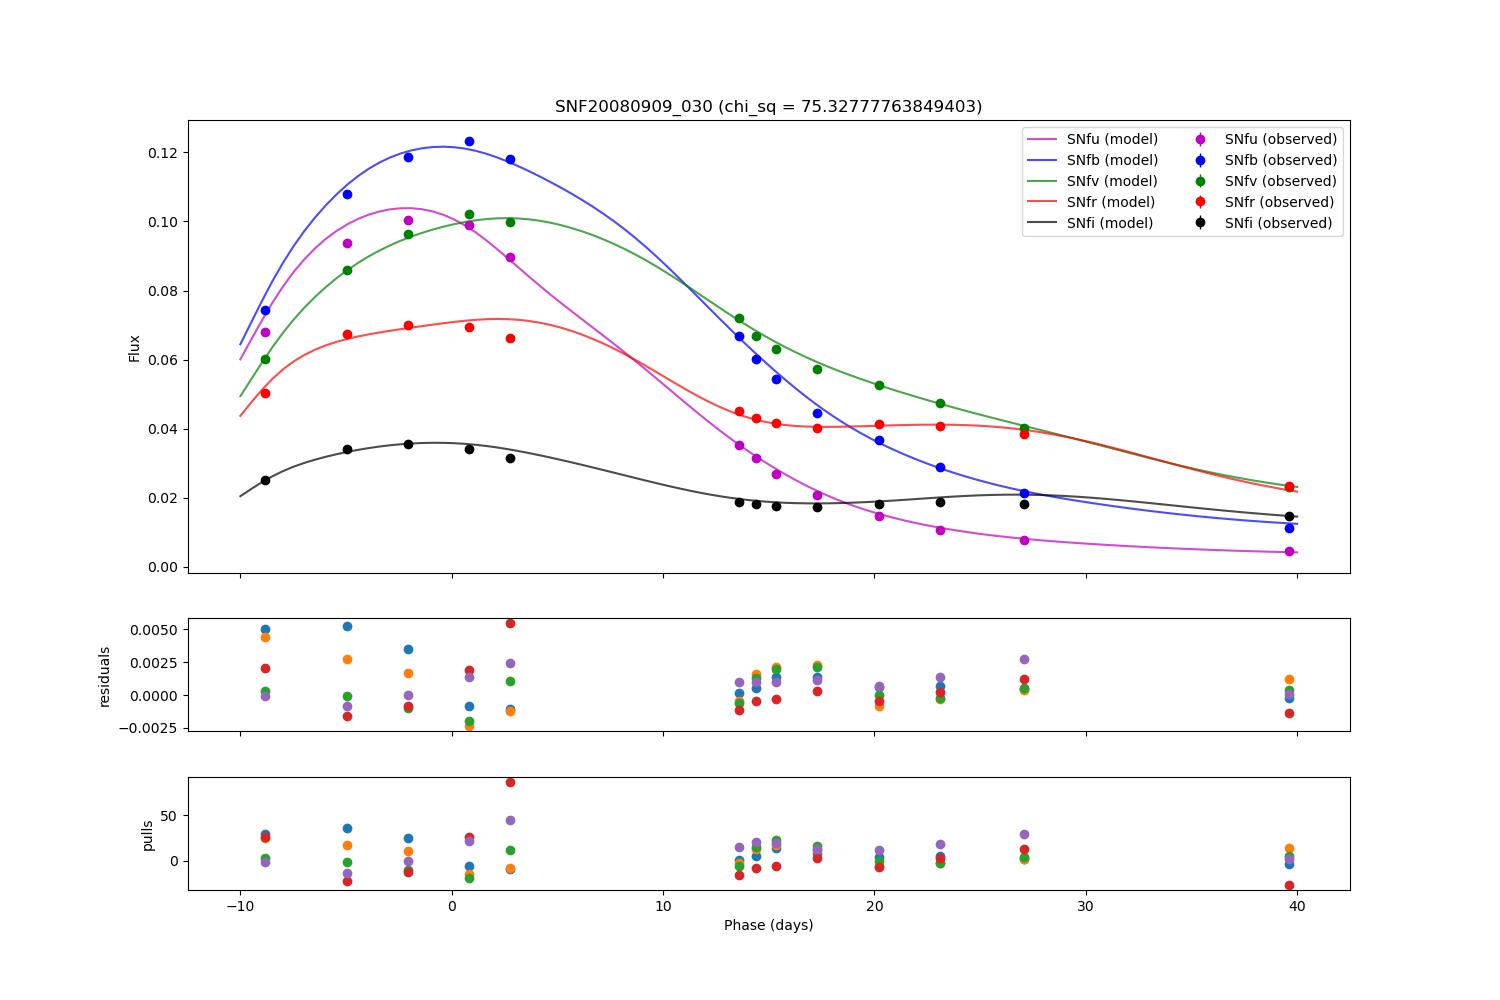 SNF20080909_030 (chi_sq = 75.32777763849403)
SNfu (model) SNfu (observed)
SNfb (model) SNfb (observed)
SNfv (model) SNfv (observed)
SNfr (model) SNfr (observed)
SNfi (model) SNfi (observed)
0.12
0.10
0.08
0.06
0.04
0.02
0.00
Flux
0.0050
0.0025
0.0000
−0.0025
residuals
50
0
pulls
−10 0 10 20 30 40
Phase (days)